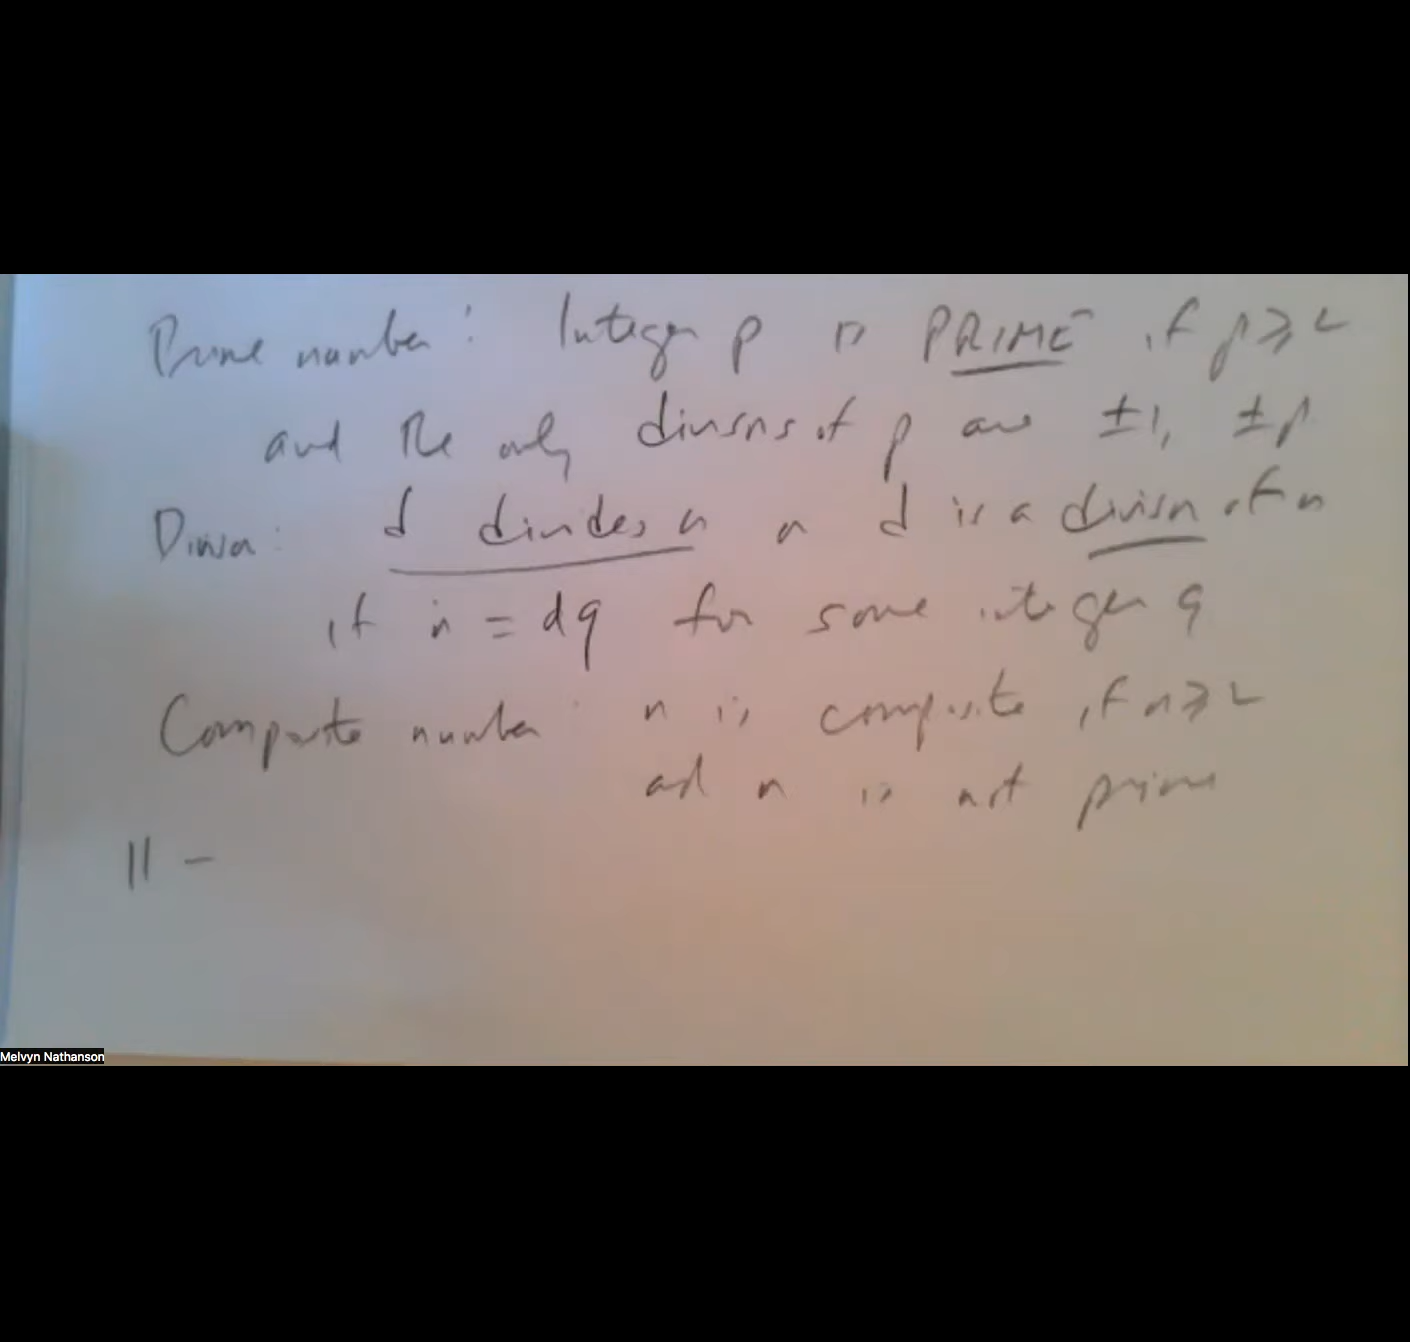 Prime number: Integer p is PRIME if p ≥ 2
and the only divisors of p are ±1, ±p
Divisor: d divides n or d is a divisor of n
if n = dq for some integer q
Composite number: n is composite if n ≥ 2
and n is not prime
11 –
Melvyn Nathanson